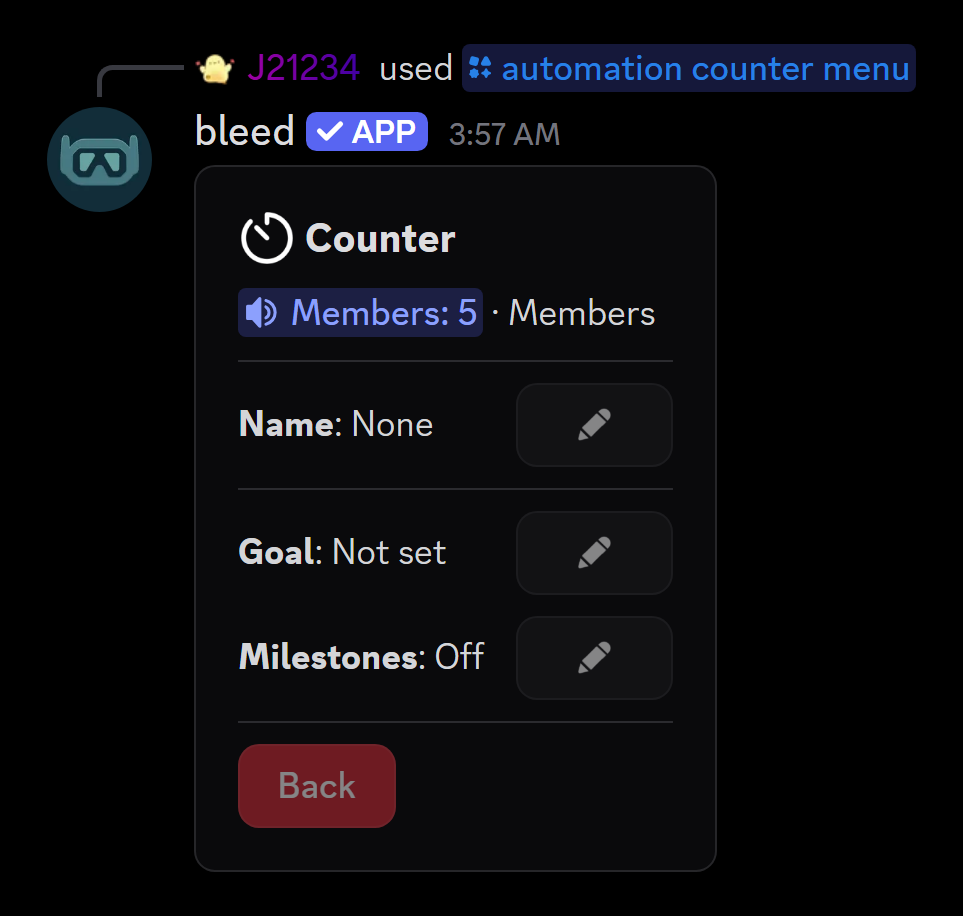 J21234 used automation counter menu
bleed APP 3:57 AM
Counter
Members: 5 · Members
Name: None
Goal: Not set
Milestones: Off
Back